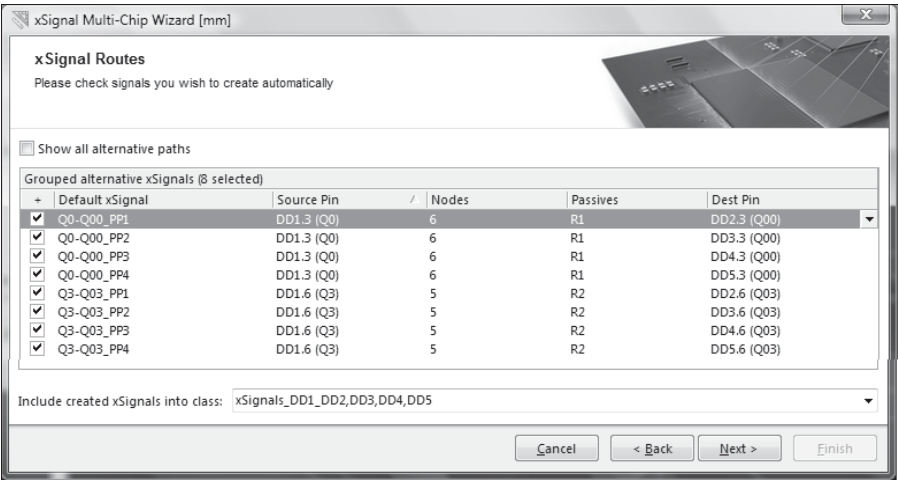 xSignal Multi-Chip Wizard [mm]
xSignal Routes
Please check signals you wish to create automatically
Show all alternative paths
Grouped alternative xSignals (8 selected)
+ Default xSignal Source Pin Nodes Passives Dest Pin
Q0-Q00_PP1 DD1.3 (Q0) 6 R1 DD2.3 (Q00)
Q0-Q00_PP2 DD1.3 (Q0) 6 R1 DD3.3 (Q00)
Q0-Q00_PP3 DD1.3 (Q0) 6 R1 DD4.3 (Q00)
Q0-Q00_PP4 DD1.3 (Q0) 6 R1 DD5.3 (Q00)
Q3-Q03_PP1 DD1.6 (Q3) 5 R2 DD2.6 (Q03)
Q3-Q03_PP2 DD1.6 (Q3) 5 R2 DD3.6 (Q03)
Q3-Q03_PP3 DD1.6 (Q3) 5 R2 DD4.6 (Q03)
Q3-Q03_PP4 DD1.6 (Q3) 5 R2 DD5.6 (Q03)
Include created xSignals into class: xSignals_DD1_DD2,DD3,DD4,DD5
Cancel < Back Next > Finish